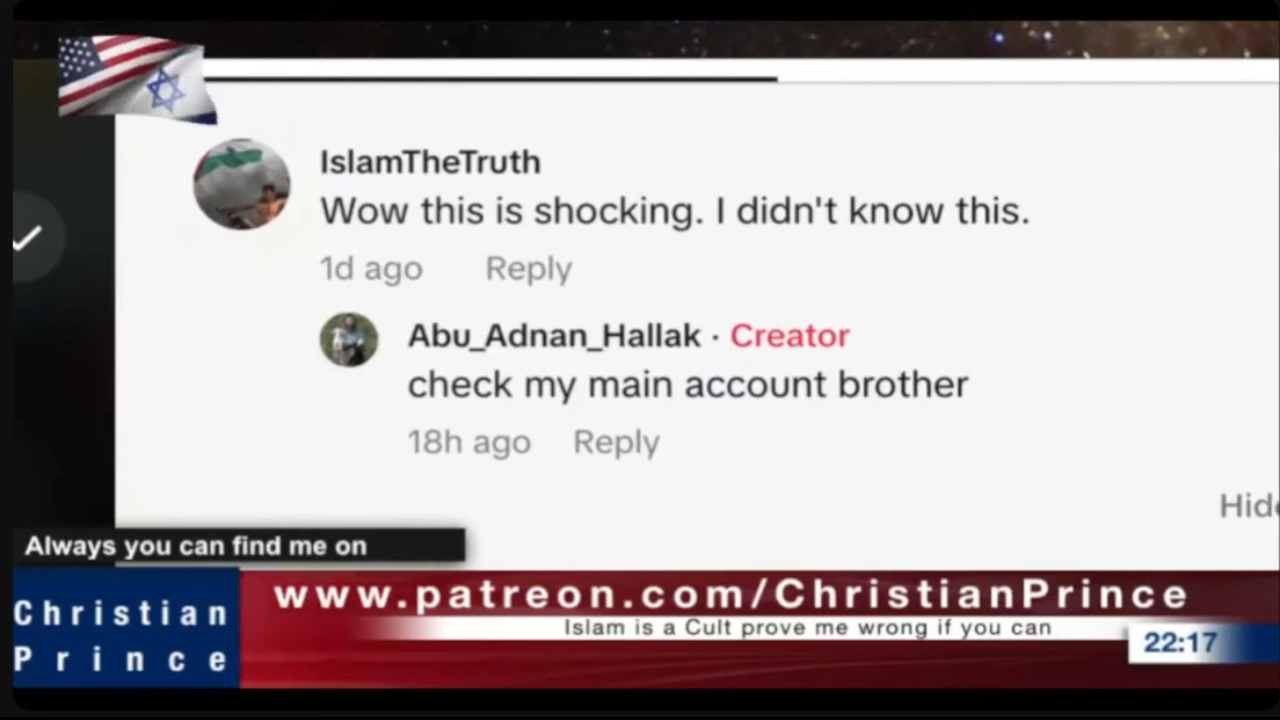 IslamTheTruth
Wow this is shocking. I didn't know this.
1d ago Reply
Abu_Adnan_Hallak · Creator
check my main account brother
18h ago Reply
Hid
Always you can find me on
www.patreon.com/ChristianPrince
Christian
Prince
Islam is a Cult prove me wrong if you can
22:17